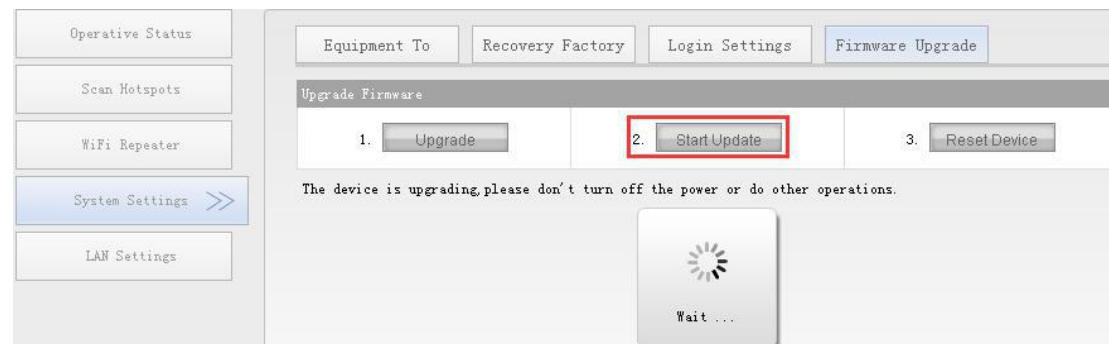 Operative Status
Scan Hotspots
WiFi Repeater
System Settings >>
LAN Settings
Equipment To Recovery Factory Login Settings Firmware Upgrade
Upgrade Firmware
1. Upgrade 2. Start Update 3. Reset Device
The device is upgrading,please don't turn off the power or do other operations.
Wait ...